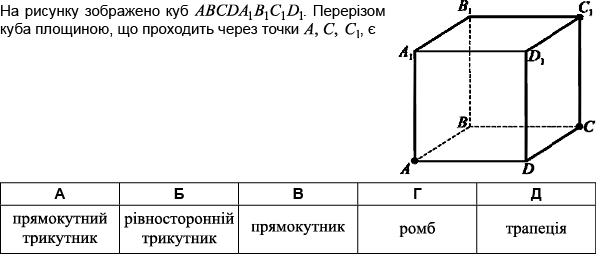 На рисунку зображено куб ABCDA₁B₁C₁D₁. Перерізом
куба площиною, що проходить через точки A, C, C₁, є
B₁
C₁
A₁
D₁
B
C
A
D
А Б В Г Д
прямокутний трикутник рівносторонній трикутник прямокутник ромб трапеція